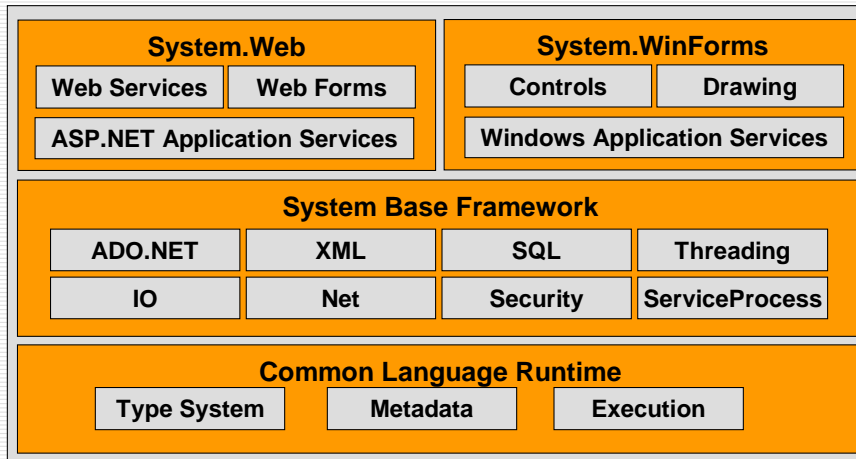 System.Web
Web Services
Web Forms
ASP.NET Application Services
System.WinForms
Controls
Drawing
Windows Application Services
System Base Framework
ADO.NET
XML
SQL
Threading
IO
Net
Security
ServiceProcess
Common Language Runtime
Type System
Metadata
Execution